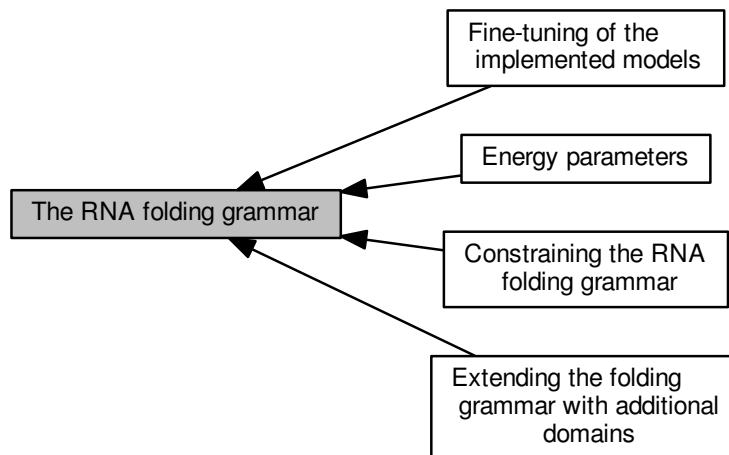 Fine-tuning of the
implemented models
Energy parameters
The RNA folding grammar
Constraining the RNA
folding grammar
Extending the folding
grammar with additional
domains